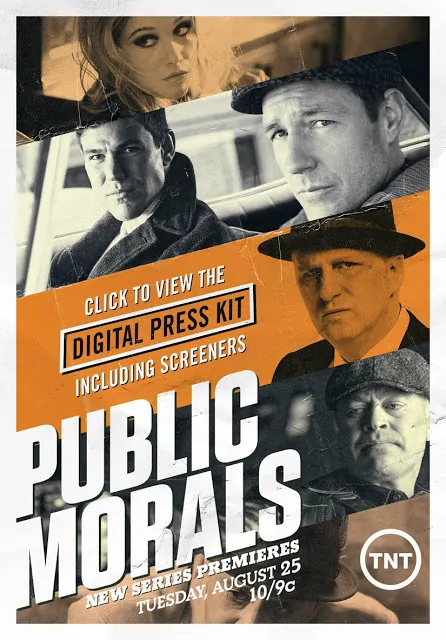 CLICK TO VIEW THE
DIGITAL PRESS KIT
INCLUDING SCREENERS
PUBLIC
MORALS
NEW SERIES PREMIERES
TUESDAY, AUGUST 25
10/9c
TNT